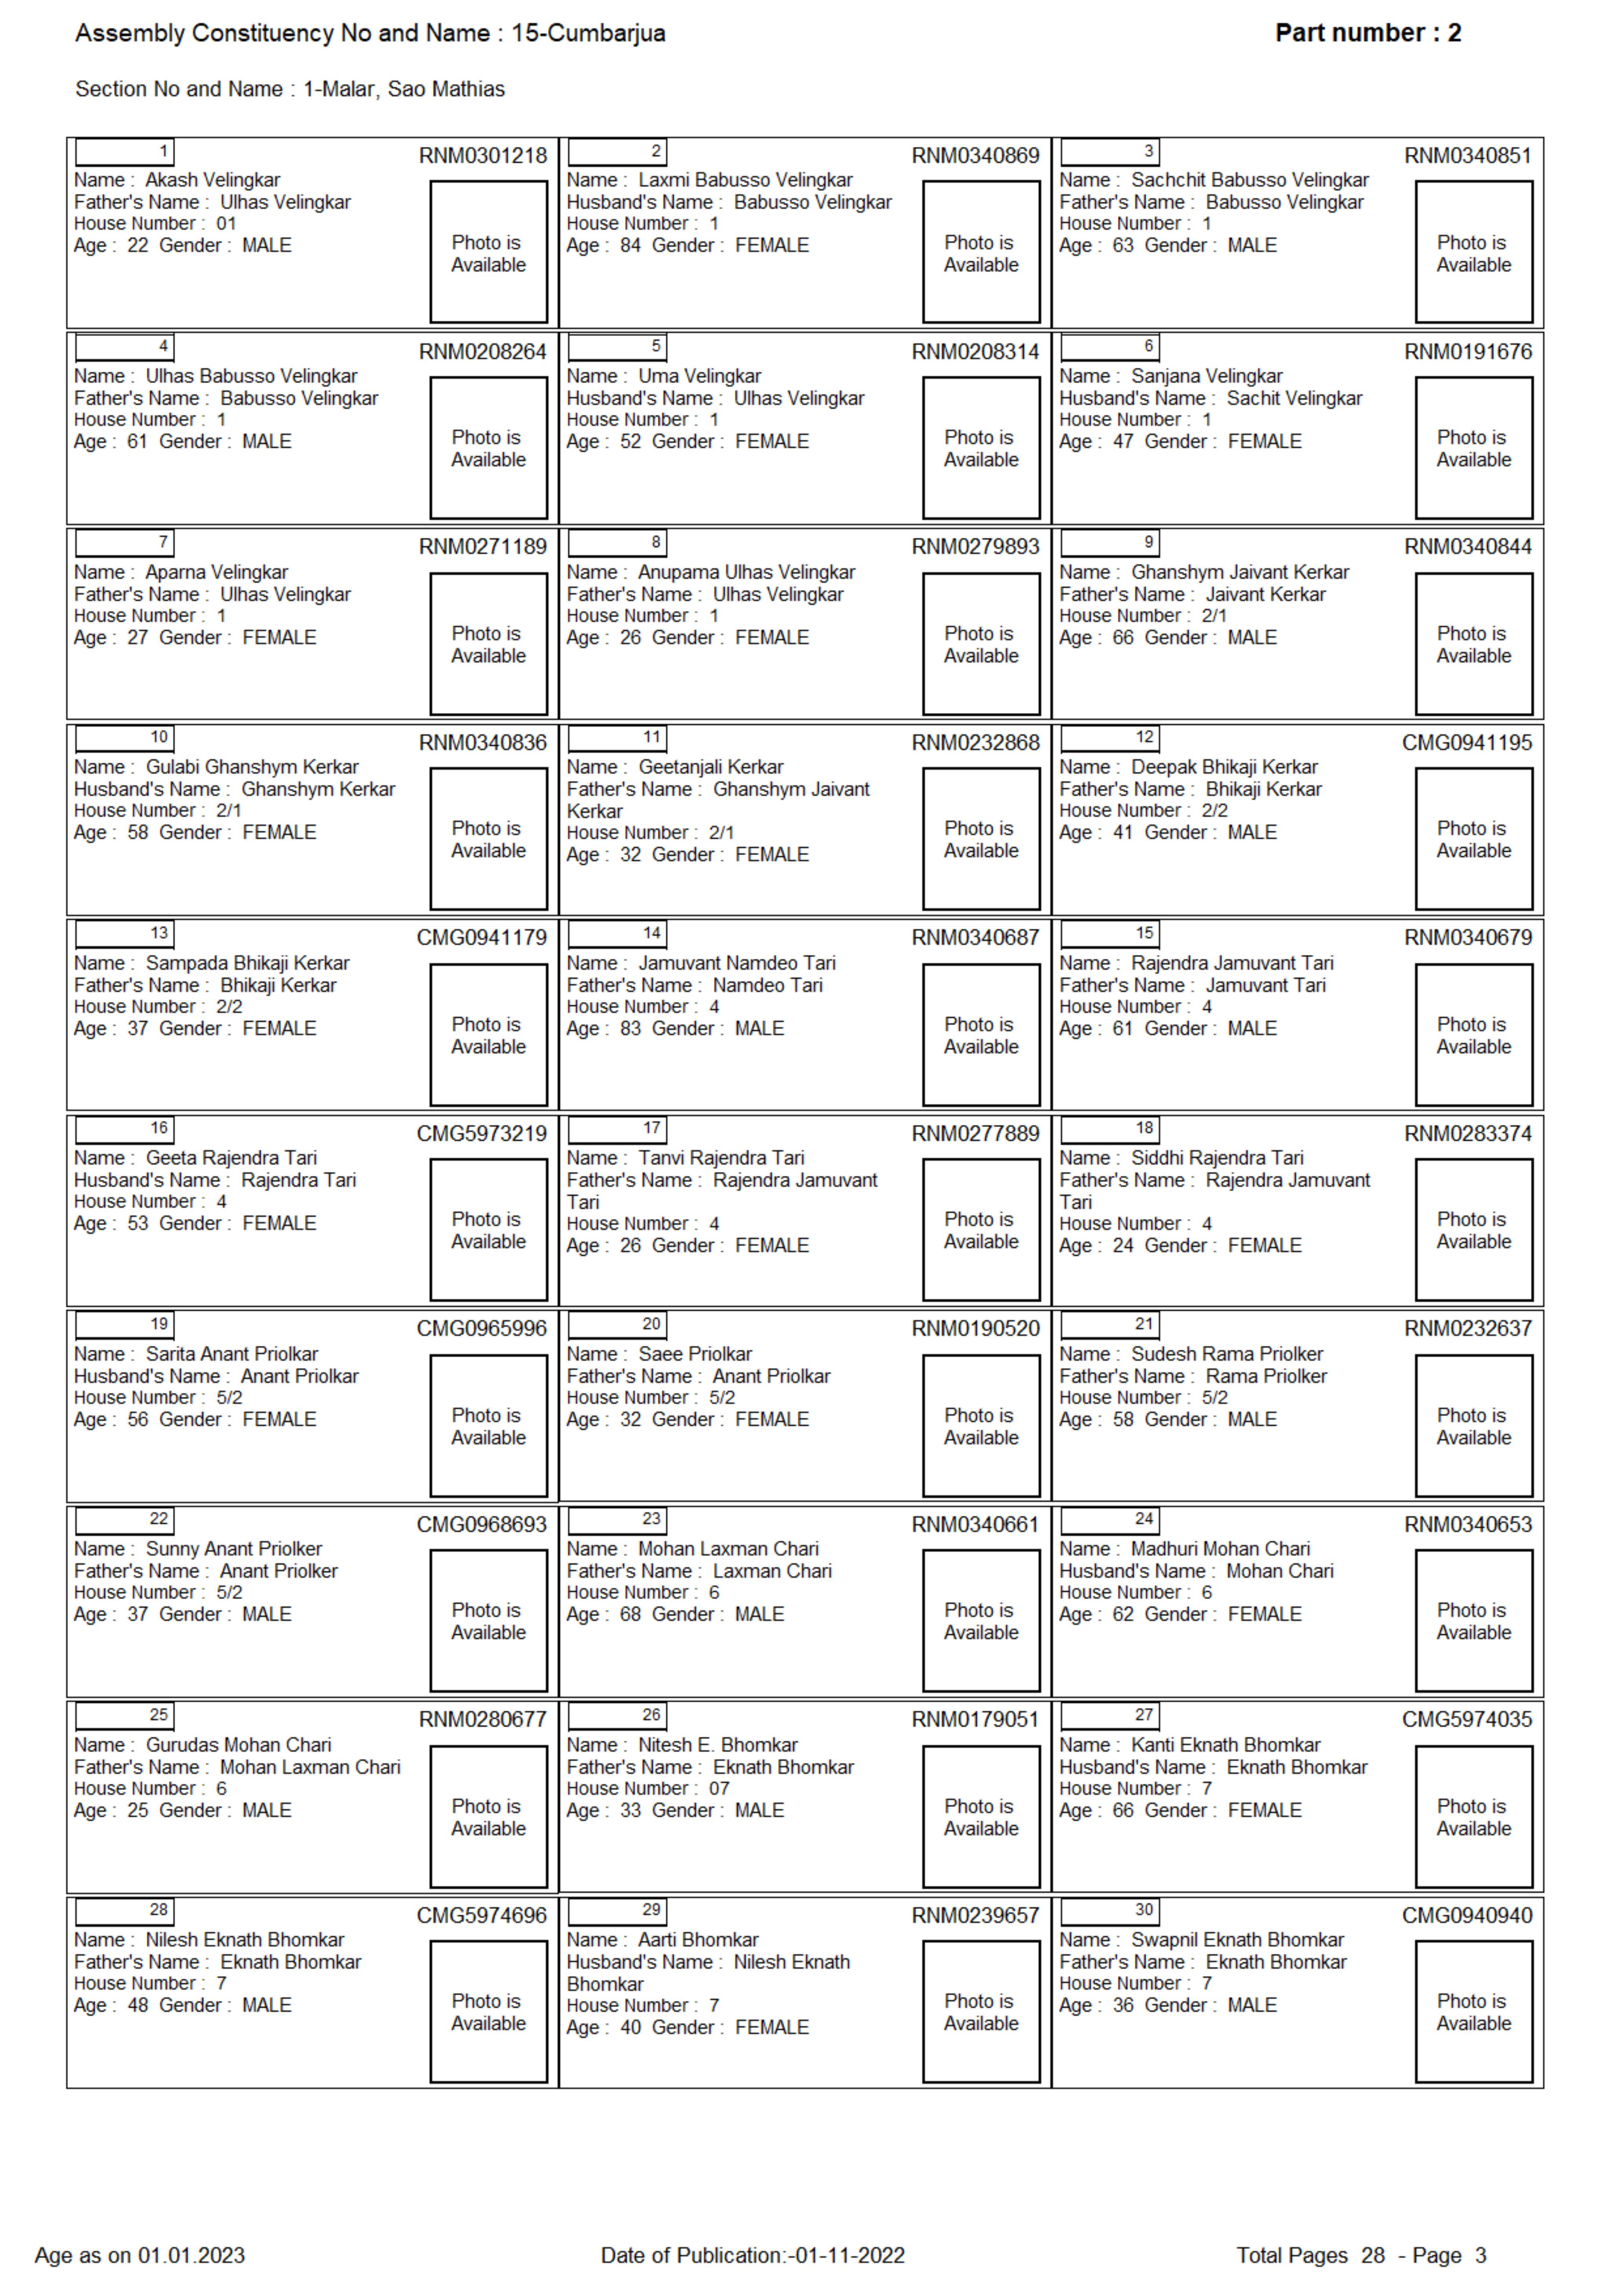 Assembly Constituency No and Name : 15-Cumbarjua
Part number : 2
Section No and Name : 1-Malar, Sao Mathias
1
RNM0301218
Name : Akash Velingkar
Father's Name : Ulhas Velingkar
House Number : 01
Age : 22 Gender : MALE
Photo is
Available
2
RNM0340869
Name : Laxmi Babusso Velingkar
Husband's Name : Babusso Velingkar
House Number : 1
Age : 84 Gender : FEMALE
Photo is
Available
3
RNM0340851
Name : Sachchit Babusso Velingkar
Father's Name : Babusso Velingkar
House Number : 1
Age : 63 Gender : MALE
Photo is
Available
4
RNM0208264
Name : Ulhas Babusso Velingkar
Father's Name : Babusso Velingkar
House Number : 1
Age : 61 Gender : MALE
Photo is
Available
5
RNM0208314
Name : Uma Velingkar
Husband's Name : Ulhas Velingkar
House Number : 1
Age : 52 Gender : FEMALE
Photo is
Available
6
RNM0191676
Name : Sanjana Velingkar
Husband's Name : Sachit Velingkar
House Number : 1
Age : 47 Gender : FEMALE
Photo is
Available
7
RNM0271189
Name : Aparna Velingkar
Father's Name : Ulhas Velingkar
House Number : 1
Age : 27 Gender : FEMALE
Photo is
Available
8
RNM0279893
Name : Anupama Ulhas Velingkar
Father's Name : Ulhas Velingkar
House Number : 1
Age : 26 Gender : FEMALE
Photo is
Available
9
RNM0340844
Name : Ghanshym Jaivant Kerkar
Father's Name : Jaivant Kerkar
House Number : 2/1
Age : 66 Gender : MALE
Photo is
Available
10
RNM0340836
Name : Gulabi Ghanshym Kerkar
Husband's Name : Ghanshym Kerkar
House Number : 2/1
Age : 58 Gender : FEMALE
Photo is
Available
11
RNM0232868
Name : Geetanjali Kerkar
Father's Name : Ghanshym Jaivant
Kerkar
House Number : 2/1
Age : 32 Gender : FEMALE
Photo is
Available
12
CMG0941195
Name : Deepak Bhikaji Kerkar
Father's Name : Bhikaji Kerkar
House Number : 2/2
Age : 41 Gender : MALE
Photo is
Available
13
CMG0941179
Name : Sampada Bhikaji Kerkar
Father's Name : Bhikaji Kerkar
House Number : 2/2
Age : 37 Gender : FEMALE
Photo is
Available
14
RNM0340687
Name : Jamuvant Namdeo Tari
Father's Name : Namdeo Tari
House Number : 4
Age : 83 Gender : MALE
Photo is
Available
15
RNM0340679
Name : Rajendra Jamuvant Tari
Father's Name : Jamuvant Tari
House Number : 4
Age : 61 Gender : MALE
Photo is
Available
16
CMG5973219
Name : Geeta Rajendra Tari
Husband's Name : Rajendra Tari
House Number : 4
Age : 53 Gender : FEMALE
Photo is
Available
17
RNM0277889
Name : Tanvi Rajendra Tari
Father's Name : Rajendra Jamuvant
Tari
House Number : 4
Age : 26 Gender : FEMALE
Photo is
Available
18
RNM0283374
Name : Siddhi Rajendra Tari
Father's Name : Rajendra Jamuvant
Tari
House Number : 4
Age : 24 Gender : FEMALE
Photo is
Available
19
CMG0965996
Name : Sarita Anant Priolkar
Husband's Name : Anant Priolkar
House Number : 5/2
Age : 56 Gender : FEMALE
Photo is
Available
20
RNM0190520
Name : Saee Priolkar
Father's Name : Anant Priolkar
House Number : 5/2
Age : 32 Gender : FEMALE
Photo is
Available
21
RNM0232637
Name : Sudesh Rama Priolker
Father's Name : Rama Priolker
House Number : 5/2
Age : 58 Gender : MALE
Photo is
Available
22
CMG0968693
Name : Sunny Anant Priolker
Father's Name : Anant Priolker
House Number : 5/2
Age : 37 Gender : MALE
Photo is
Available
23
RNM0340661
Name : Mohan Laxman Chari
Father's Name : Laxman Chari
House Number : 6
Age : 68 Gender : MALE
Photo is
Available
24
RNM0340653
Name : Madhuri Mohan Chari
Husband's Name : Mohan Chari
House Number : 6
Age : 62 Gender : FEMALE
Photo is
Available
25
RNM0280677
Name : Gurudas Mohan Chari
Father's Name : Mohan Laxman Chari
House Number : 6
Age : 25 Gender : MALE
Photo is
Available
26
RNM0179051
Name : Nitesh E. Bhomkar
Father's Name : Eknath Bhomkar
House Number : 07
Age : 33 Gender : MALE
Photo is
Available
27
CMG5974035
Name : Kanti Eknath Bhomkar
Husband's Name : Eknath Bhomkar
House Number : 7
Age : 66 Gender : FEMALE
Photo is
Available
28
CMG5974696
Name : Nilesh Eknath Bhomkar
Father's Name : Eknath Bhomkar
House Number : 7
Age : 48 Gender : MALE
Photo is
Available
29
RNM0239657
Name : Aarti Bhomkar
Husband's Name : Nilesh Eknath
Bhomkar
House Number : 7
Age : 40 Gender : FEMALE
Photo is
Available
30
CMG0940940
Name : Swapnil Eknath Bhomkar
Father's Name : Eknath Bhomkar
House Number : 7
Age : 36 Gender : MALE
Photo is
Available
Age as on 01.01.2023
Date of Publication:-01-11-2022
Total Pages 28 - Page 3